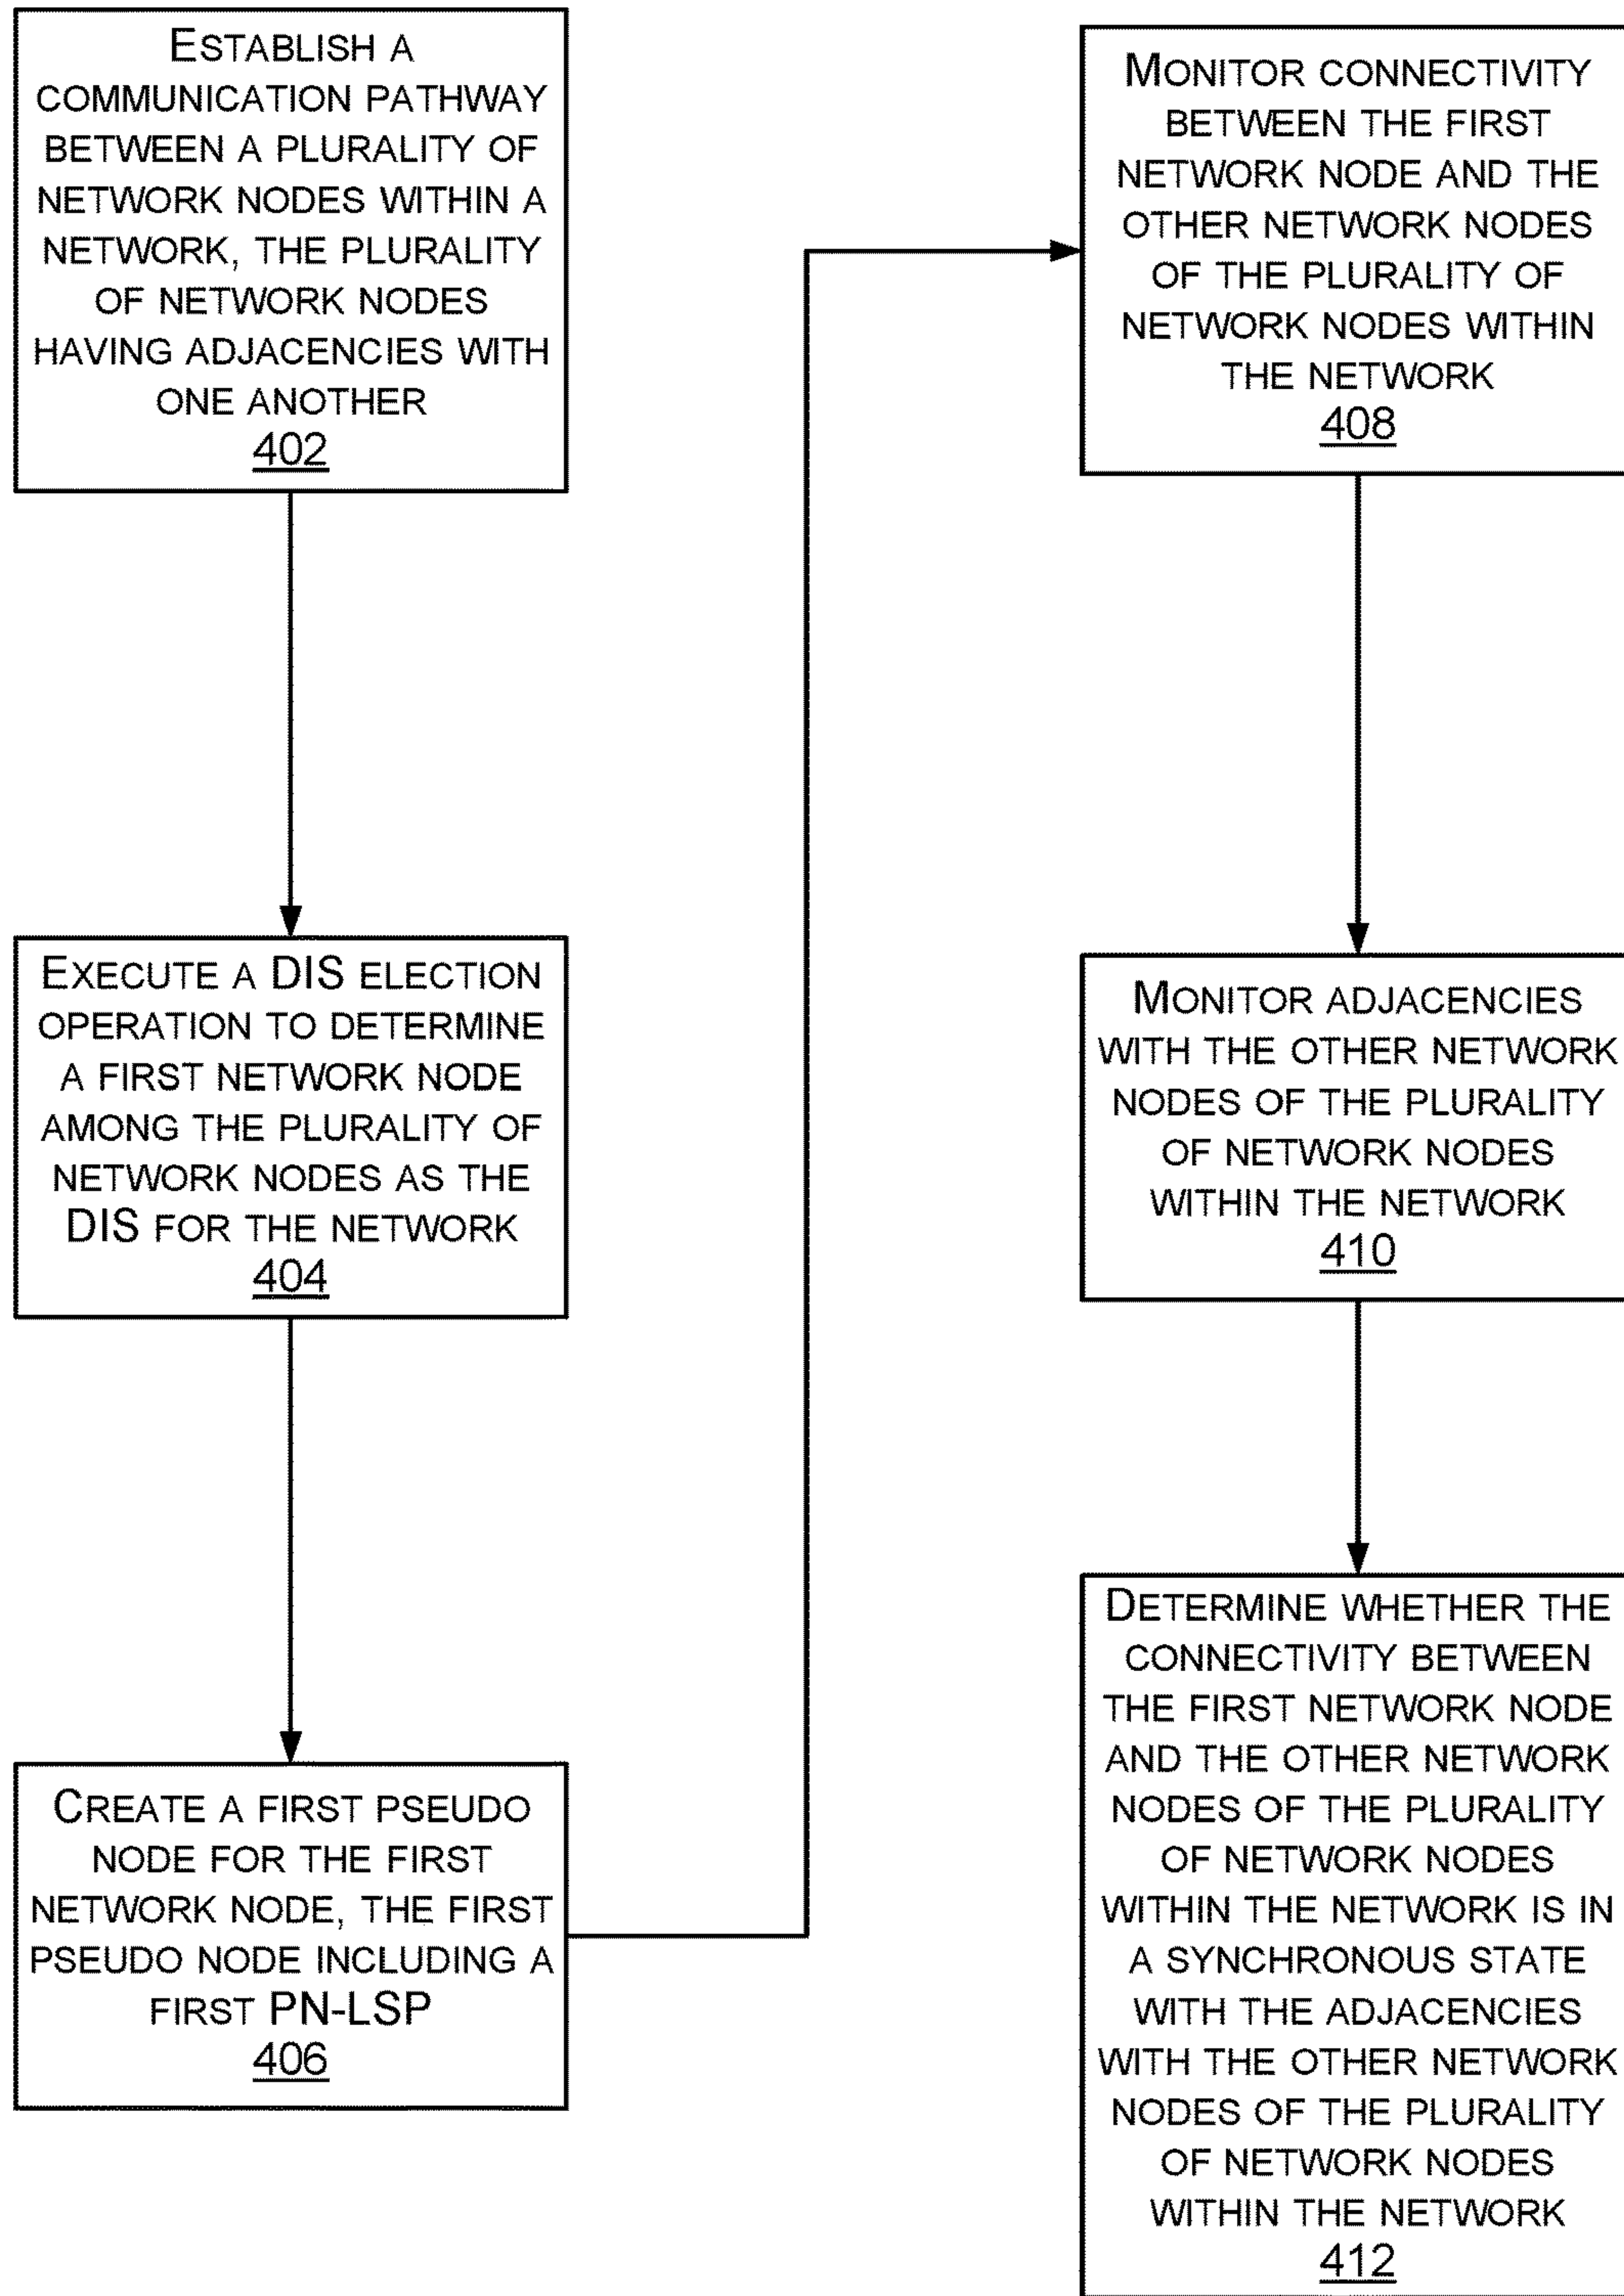 ESTABLISH A
COMMUNICATION PATHWAY
BETWEEN A PLURALITY OF
NETWORK NODES WITHIN A
NETWORK, THE PLURALITY
OF NETWORK NODES
HAVING ADJACENCIES WITH
ONE ANOTHER
402
EXECUTE A DIS ELECTION
OPERATION TO DETERMINE
A FIRST NETWORK NODE
AMONG THE PLURALITY OF
NETWORK NODES AS THE
DIS FOR THE NETWORK
404
CREATE A FIRST PSEUDO
NODE FOR THE FIRST
NETWORK NODE, THE FIRST
PSEUDO NODE INCLUDING A
FIRST PN-LSP
406
MONITOR CONNECTIVITY
BETWEEN THE FIRST
NETWORK NODE AND THE
OTHER NETWORK NODES
OF THE PLURALITY OF
NETWORK NODES WITHIN
THE NETWORK
408
MONITOR ADJACENCIES
WITH THE OTHER NETWORK
NODES OF THE PLURALITY
OF NETWORK NODES
WITHIN THE NETWORK
410
DETERMINE WHETHER THE
CONNECTIVITY BETWEEN
THE FIRST NETWORK NODE
AND THE OTHER NETWORK
NODES OF THE PLURALITY
OF NETWORK NODES
WITHIN THE NETWORK IS IN
A SYNCHRONOUS STATE
WITH THE ADJACENCIES
WITH THE OTHER NETWORK
NODES OF THE PLURALITY
OF NETWORK NODES
WITHIN THE NETWORK
412